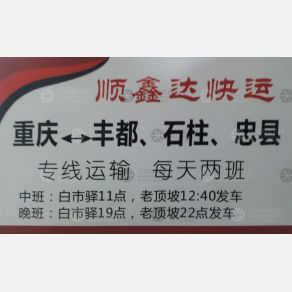 顺鑫达快运
重庆↔丰都、石柱、忠县
专线运输 每天两班
中班：白市驿11点，老顶坡12:40发车
晚班：白市驿19点，老顶坡22点发车